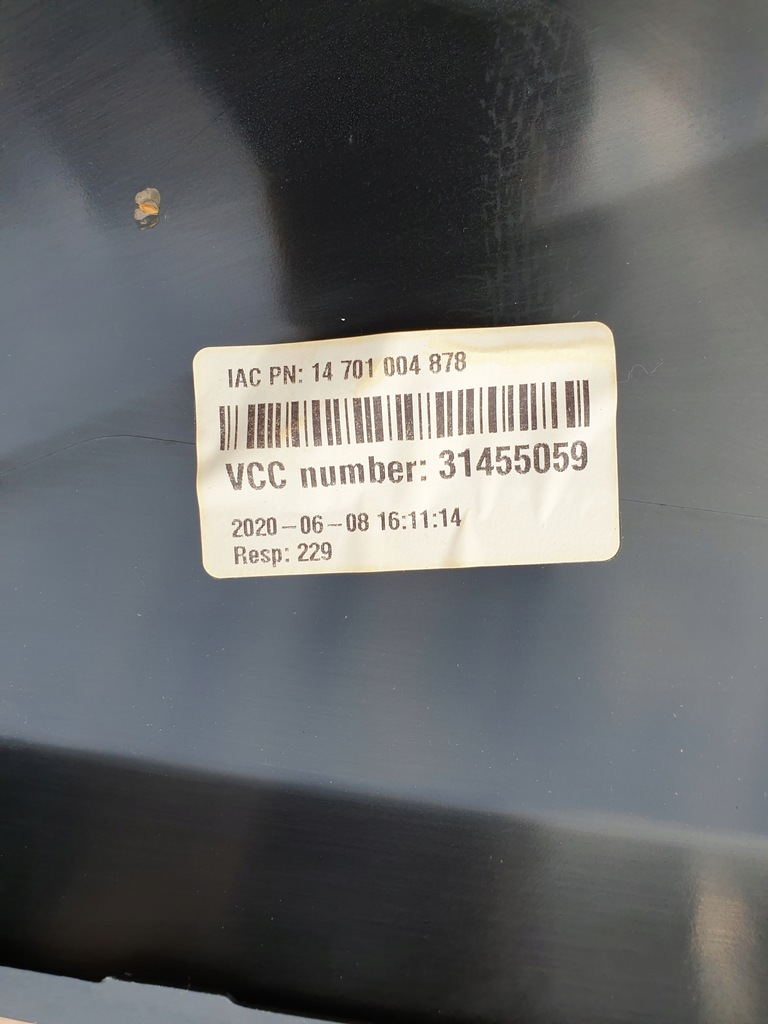 IAC PN: 14 701 004 878
VCC number: 31455059
2020-06-08 16:11:14
Resp: 229